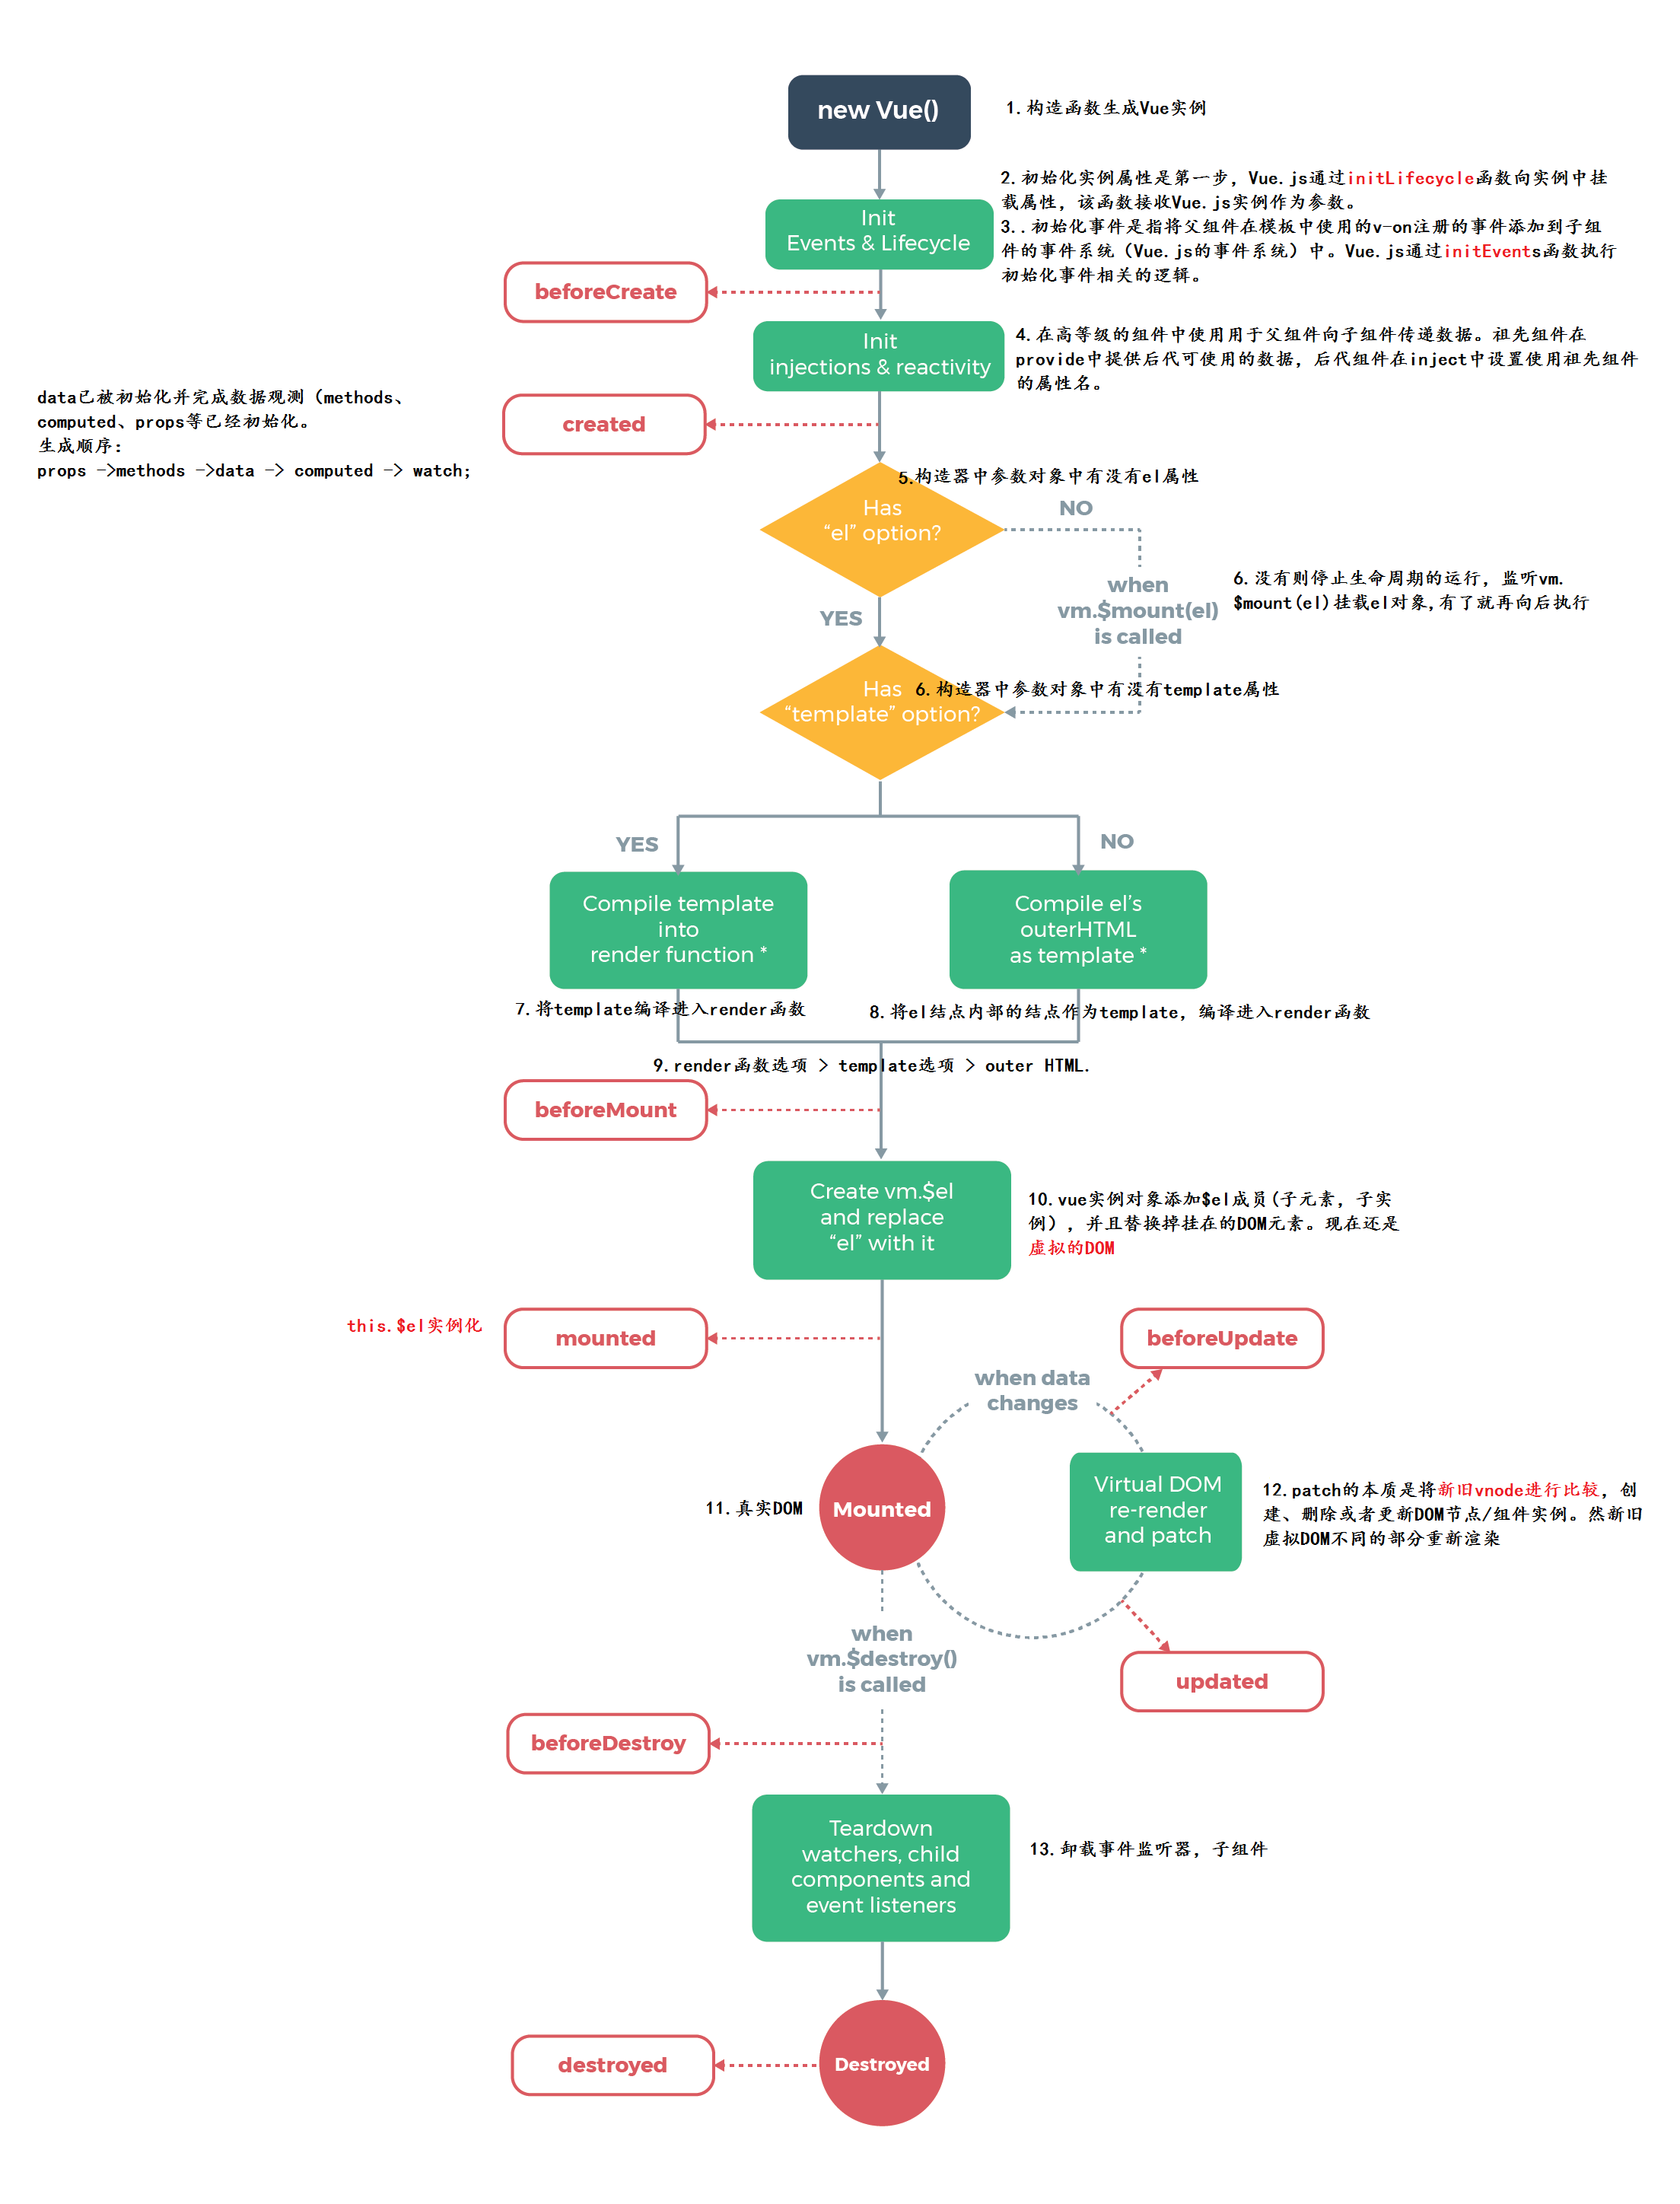 new Vue()
1.构造函数生成Vue实例
2.初始化实例属性是第一步，Vue.js通过initLifecycle函数向实例中挂
载属性，该函数接收Vue.js实例作为参数。
Init
Events & Lifecycle
3..初始化事件是指将父组件在模板中使用的v-on注册的事件添加到子组
件的事件系统（Vue.js的事件系统）中。Vue.js通过initEvents函数执行
初始化事件相关的逻辑。
beforeCreate
Init
injections & reactivity
4.在高等级的组件中使用用于父组件向子组件传递数据。祖先组件在
provide中提供后代可使用的数据，后代组件在inject中设置使用祖先组件
的属性名。
data已被初始化并完成数据观测（methods、
computed、props等已经初始化。
生成顺序：
props ->methods ->data -> computed -> watch;
created
5.构造器中参数对象中有没有el属性
Has
“el” option?
NO
when
vm.$mount(el)
is called
6.没有则停止生命周期的运行，监听vm.
$mount(el)挂载el对象,有了就再向后执行
YES
Has
“template” option?
6.构造器中参数对象中有没有template属性
YES
NO
Compile template
into
render function *
Compile el’s
outerHTML
as template *
7.将template编译进入render函数
8.将el结点内部的结点作为template，编译进入render函数
9.render函数选项 > template选项 > outer HTML.
beforeMount
Create vm.$el
and replace
“el” with it
10.vue实例对象添加$el成员(子元素，子实
例），并且替换掉挂在的DOM元素。现在还是
虚拟的DOM
this.$el实例化
mounted
beforeUpdate
when data
changes
11.真实DOM
Mounted
Virtual DOM
re-render
and patch
12.patch的本质是将新旧vnode进行比较，创
建、删除或者更新DOM节点/组件实例。然新旧
虚拟DOM不同的部分重新渲染
when
vm.$destroy()
is called
updated
beforeDestroy
Teardown
watchers, child
components and
event listeners
13.卸载事件监听器，子组件
destroyed
Destroyed